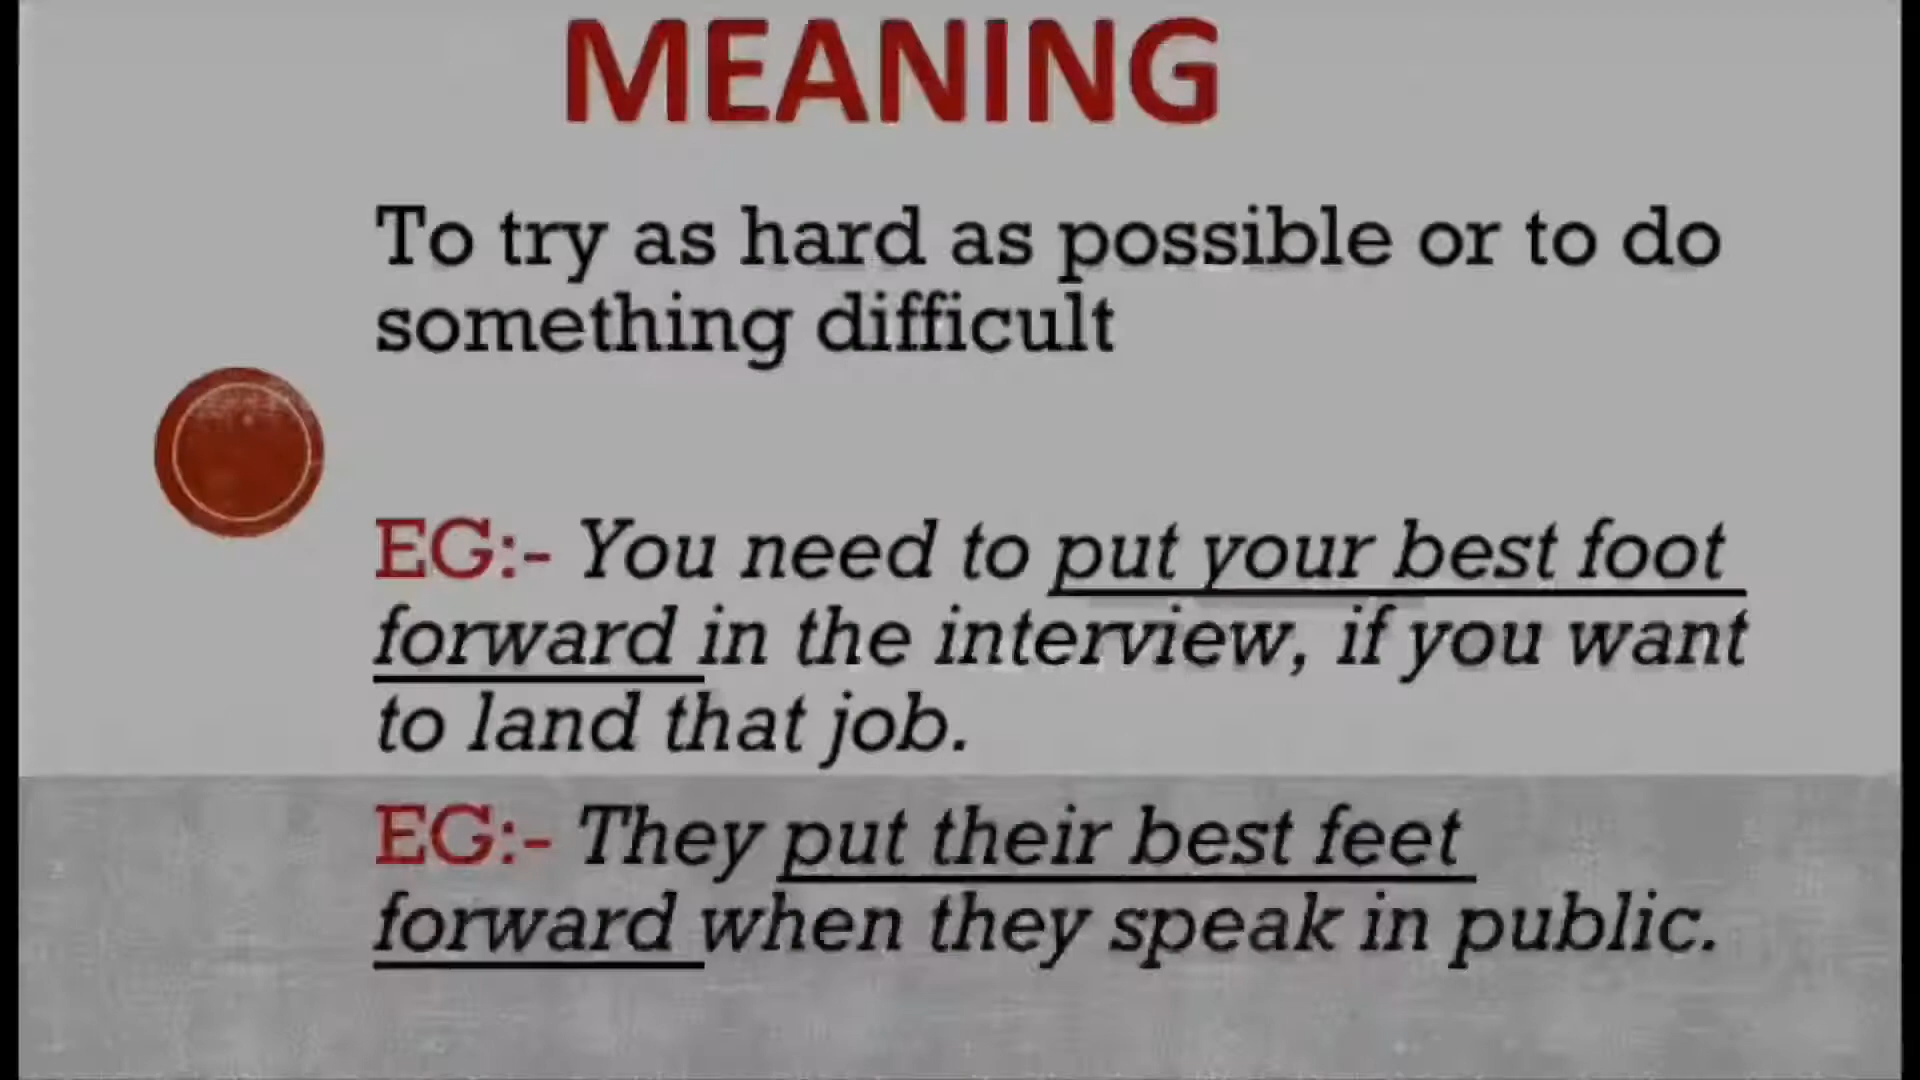 MEANING
To try as hard as possible or to do
something difficult
EG:- You need to put your best foot
forward in the interview, if you want
to land that job.
EG:- They put their best feet
forward when they speak in public.